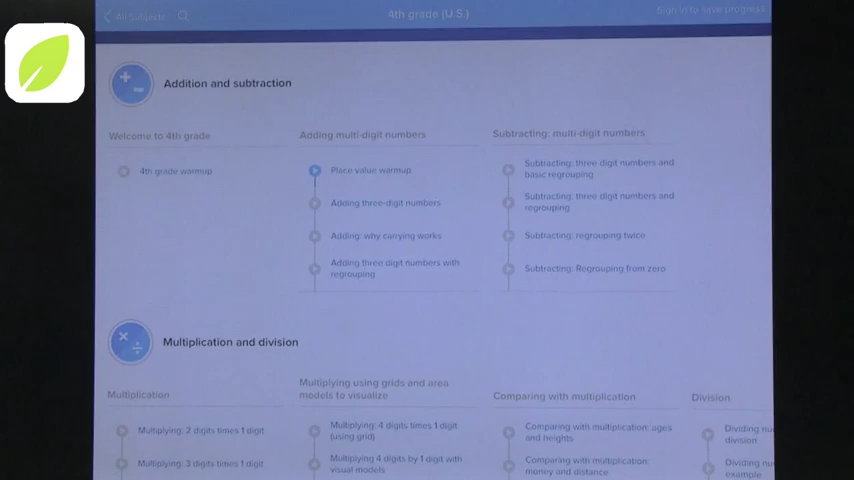 All Subjects
4th grade (U.S.)
Sign in to save progress
Addition and subtraction
Welcome to 4th grade
4th grade warmup
Adding multi-digit numbers
Place value warmup
Adding three-digit numbers
Adding: why carrying works
Adding three digit numbers with
regrouping
Subtracting: multi-digit numbers
Subtracting: three-digit numbers and
basic regrouping
Subtracting: three digit numbers and
regrouping
Subtracting: regrouping twice
Subtracting: Regrouping from zero
Multiplication and division
Multiplication
Multiplying: 2 digits times 1 digit
Multiplying: 3 digits times 1 digit
Multiplying using grids and area
models to visualize
Multiplying: 4 digits times 1 digit
(using grid)
Multiplying 4 digits by 1 digit with
visual models
Comparing with multiplication
Comparing with multiplication: ages
and heights
Comparing with multiplication:
money and distance
Division
Dividing
division
Dividing
example